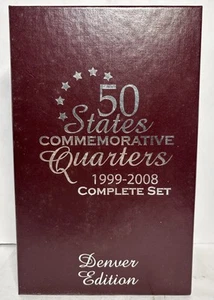 50
States
COMMEMORATIVE
Quarters
1999-2008
COMPLETE SET
Denver
Edition